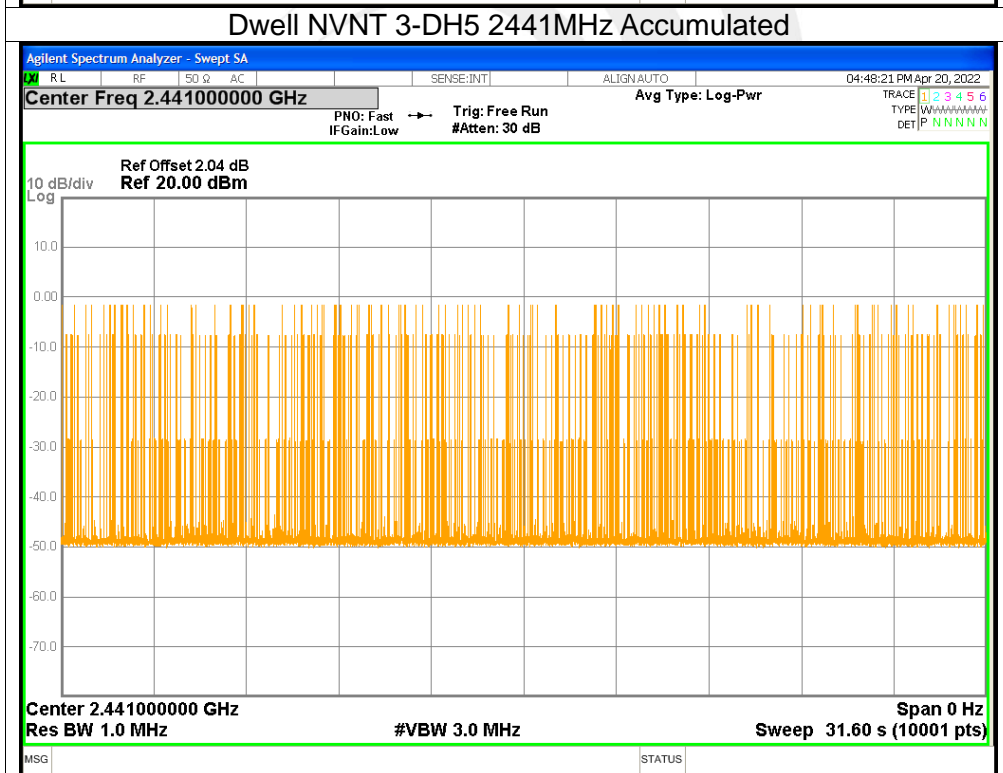 Dwell NVNT 3-DH5 2441MHz Accumulated
Agilent Spectrum Analyzer - Swept SA
LXI RL RF 50 Ω AC SENSE:INT ALIGN AUTO 04:48:21 PM Apr 20, 2022
Center Freq 2.441000000 GHz Avg Type: Log-Pwr TRACE 1 2 3 4 5 6
PNO: Fast Trig: Free Run TYPE WWWWWW
IFGain:Low #Atten: 30 dB DET P N N N N N
Ref Offset 2.04 dB
10 dB/div Ref 20.00 dBm
Log
10.0
0.00
-10.0
-20.0
-30.0
-40.0
-50.0
-60.0
-70.0
Center 2.441000000 GHz Span 0 Hz
Res BW 1.0 MHz #VBW 3.0 MHz Sweep 31.60 s (10001 pts)
MSG STATUS